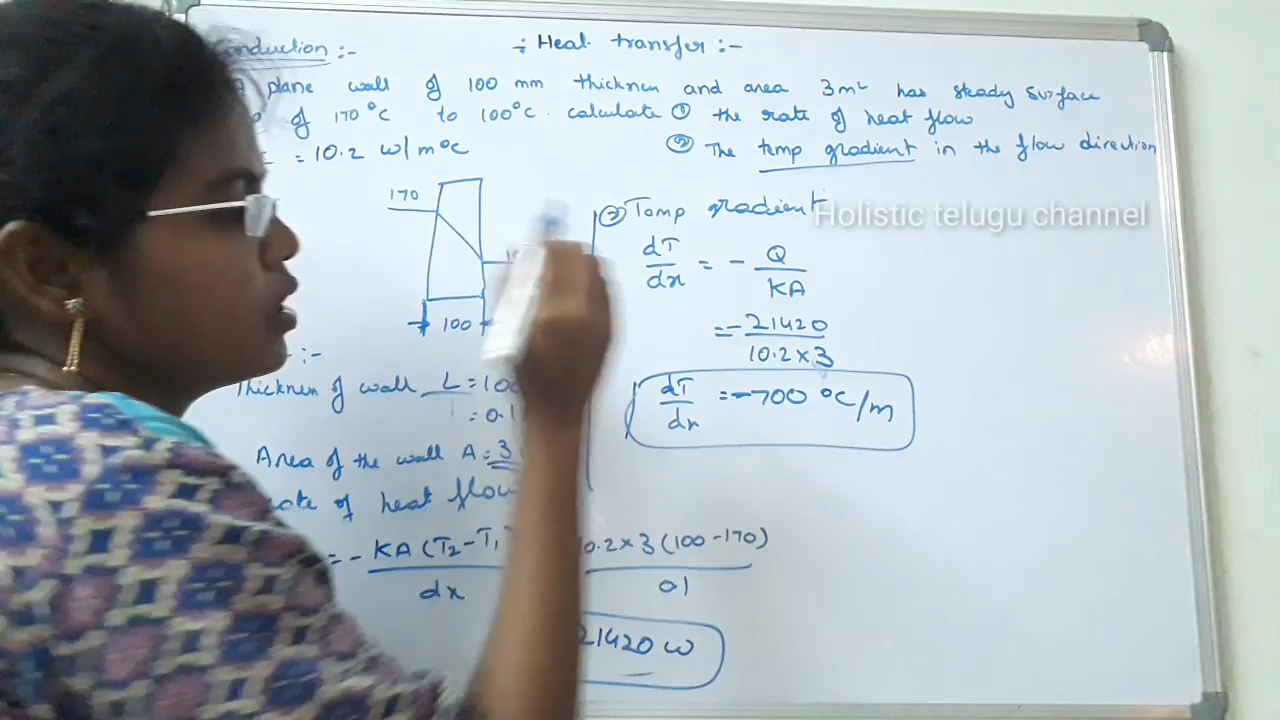 Conduction :-
÷ Heat transfer :-
plane wall of 100 mm thickness and area 3m² has steady surface
of 170°C to 100°C. calculate ① the rate of heat flow
= 10.2 w/m°C
② The temp gradient in the flow direction
170
100
Thickness of wall L = 100
= 0.1
Area of the wall A = 3
rate of heat flow
= - KA (T₂-T₁
dx
10.2×3 (100-170)
01
21420 w
② Temp gradient
dT/dx = - Q/KA
= - 21420/10.2×3
dT/dx = -700 °C/m
Holistic telugu channel